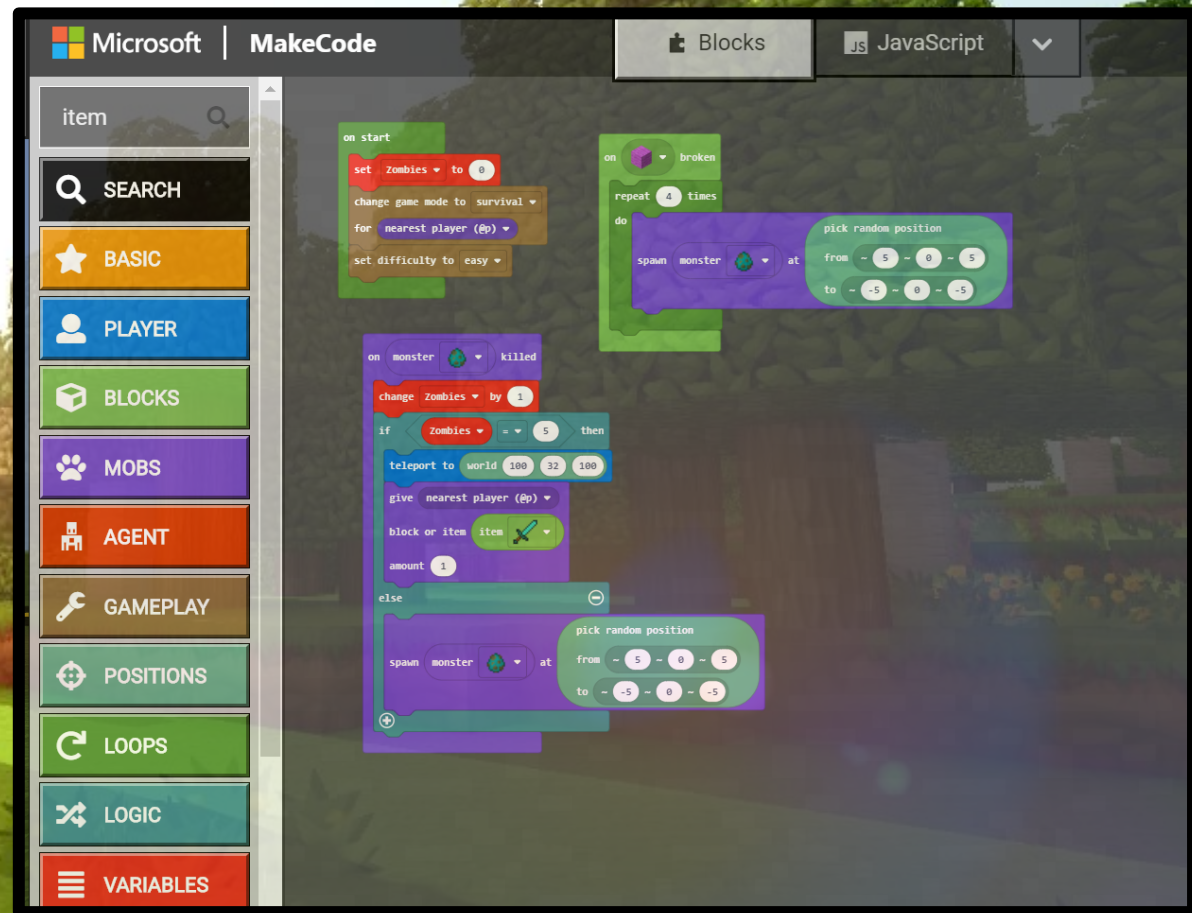 Microsoft | MakeCode
Blocks
JS JavaScript
item
SEARCH
BASIC
PLAYER
BLOCKS
MOBS
AGENT
GAMEPLAY
POSITIONS
LOOPS
LOGIC
VARIABLES
on start
set Zombies to 0
change game mode to survival
for nearest player (@p)
set difficulty to easy
on broken
repeat 4 times
do
spawn monster at
pick random position
from ~ 5 ~ 0 ~ 5
to ~ -5 ~ 0 ~ -5
on monster killed
change Zombies by 1
if Zombies = 5 then
teleport to world 100 32 100
give nearest player (@p)
block or item item
amount 1
else
spawn monster at
pick random position
from ~ 5 ~ 0 ~ 5
to ~ -5 ~ 0 ~ -5